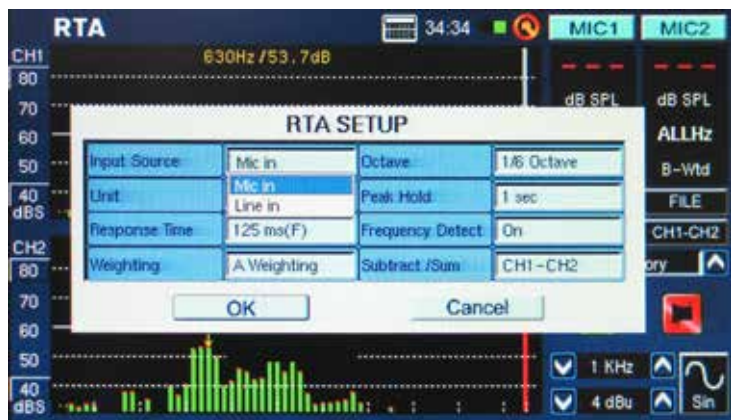 RTA 34:34 MIC1 MIC2
CH1 630Hz/53.7dB
80
70 dB SPL dB SPL
60 ALLHz
50 B-Wtd
40 FILE
dBS CH1-CH2
RTA SETUP
Input Source Mic in Octave 1/6 Octave
Mic in
Unit Peak Hold 1 sec
Line in
Response Time 125 ms(F) Frequency Detect On
Weighting A Weighting Subtract /Sum CH1-CH2
OK Cancel
CH2
80 ory
70
60
50 1 KHz
40 4 dBu Sin
dBS